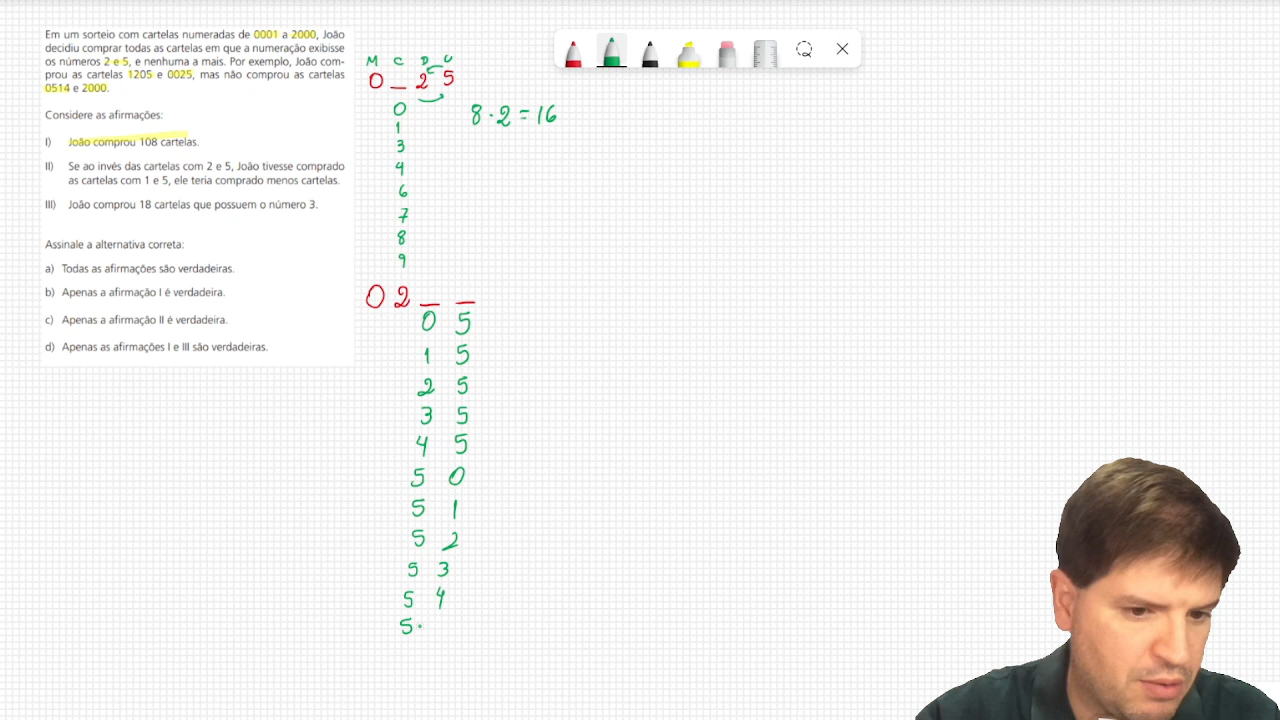 Em um sorteio com cartelas numeradas de 0001 a 2000, João
decidiu comprar todas as cartelas em que a numeração exibisse
os números 2 e 5, e nenhuma a mais. Por exemplo, João com-
prou as cartelas 1205 e 0025, mas não comprou as cartelas
0514 e 2000.
Considere as afirmações:
I) João comprou 108 cartelas.
II) Se ao invés das cartelas com 2 e 5, João tivesse comprado
as cartelas com 1 e 5, ele teria comprado menos cartelas.
III) João comprou 18 cartelas que possuem o número 3.
Assinale a alternativa correta:
a) Todas as afirmações são verdadeiras.
b) Apenas a afirmação I é verdadeira.
c) Apenas a afirmação II é verdadeira.
d) Apenas as afirmações I e III são verdadeiras.
M C D U
0 _ 2 5
0
1
3
4
6
7
8
9
8 · 2 = 16
0 2 _ _
0 5
1 5
2 5
3 5
4 5
5 0
5 1
5 2
5 3
5 4
5